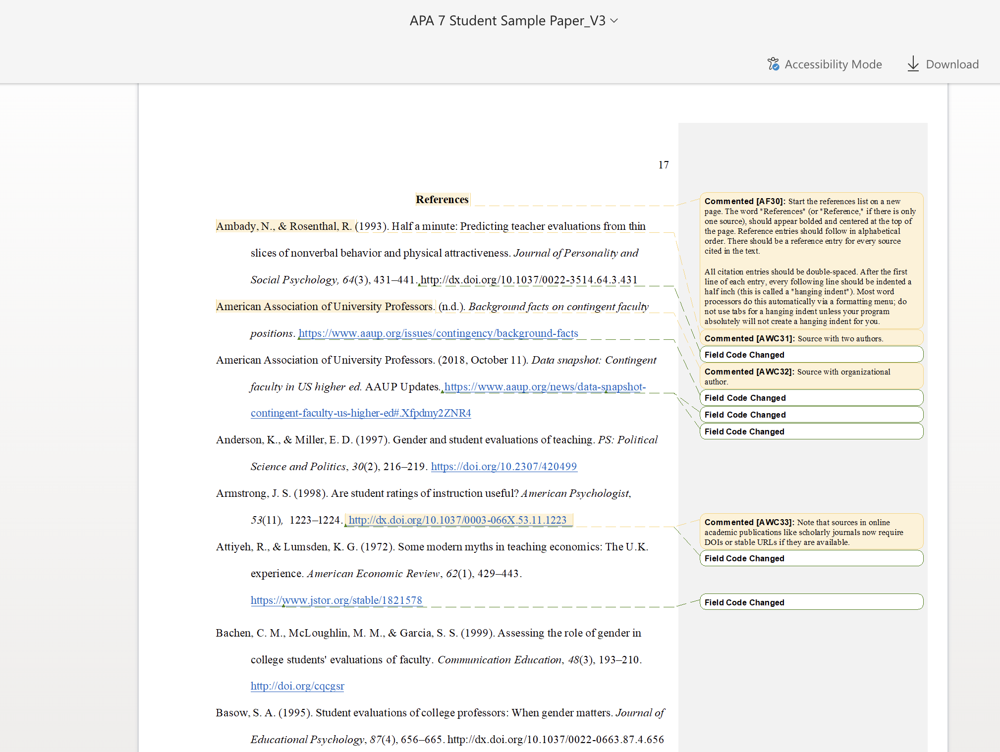 APA 7 Student Sample Paper_V3
Accessibility Mode
Download
17
References
Ambady, N., & Rosenthal, R. (1993). Half a minute: Predicting teacher evaluations from thin
slices of nonverbal behavior and physical attractiveness. Journal of Personality and
Social Psychology, 64(3), 431–441. http://dx.doi.org/10.1037/0022-3514.64.3.431
American Association of University Professors. (n.d.). Background facts on contingent faculty
positions. https://www.aaup.org/issues/contingency/background-facts
American Association of University Professors. (2018, October 11). Data snapshot: Contingent
faculty in US higher ed. AAUP Updates. https://www.aaup.org/news/data-snapshot-
contingent-faculty-us-higher-ed#.Xfpdmy2ZNR4
Anderson, K., & Miller, E. D. (1997). Gender and student evaluations of teaching. PS: Political
Science and Politics, 30(2), 216–219. https://doi.org/10.2307/420499
Armstrong, J. S. (1998). Are student ratings of instruction useful? American Psychologist,
53(11), 1223–1224. http://dx.doi.org/10.1037/0003-066X.53.11.1223
Attiyeh, R., & Lumsden, K. G. (1972). Some modern myths in teaching economics: The U.K.
experience. American Economic Review, 62(1), 429–443.
https://www.jstor.org/stable/1821578
Bachen, C. M., McLoughlin, M. M., & Garcia, S. S. (1999). Assessing the role of gender in
college students' evaluations of faculty. Communication Education, 48(3), 193–210.
http://doi.org/cqcgsr
Basow, S. A. (1995). Student evaluations of college professors: When gender matters. Journal of
Educational Psychology, 87(4), 656–665. http://dx.doi.org/10.1037/0022-0663.87.4.656
Commented [AF30]: Start the references list on a new
page. The word "References" (or "Reference," if there is only
one source), should appear bolded and centered at the top of
the page. Reference entries should follow in alphabetical
order. There should be a reference entry for every source
cited in the text.
All citation entries should be double-spaced. After the first
line of each entry, every following line should be indented a
half inch (this is called a "hanging indent"). Most word
processors do this automatically via a formatting menu; do
not use tabs for a hanging indent unless your program
absolutely will not create a hanging indent for you.
Commented [AWC31]: Source with two authors.
Field Code Changed
Commented [AWC32]: Source with organizational
author.
Field Code Changed
Field Code Changed
Field Code Changed
Commented [AWC33]: Note that sources in online
academic publications like scholarly journals now require
DOIs or stable URLs if they are available.
Field Code Changed
Field Code Changed